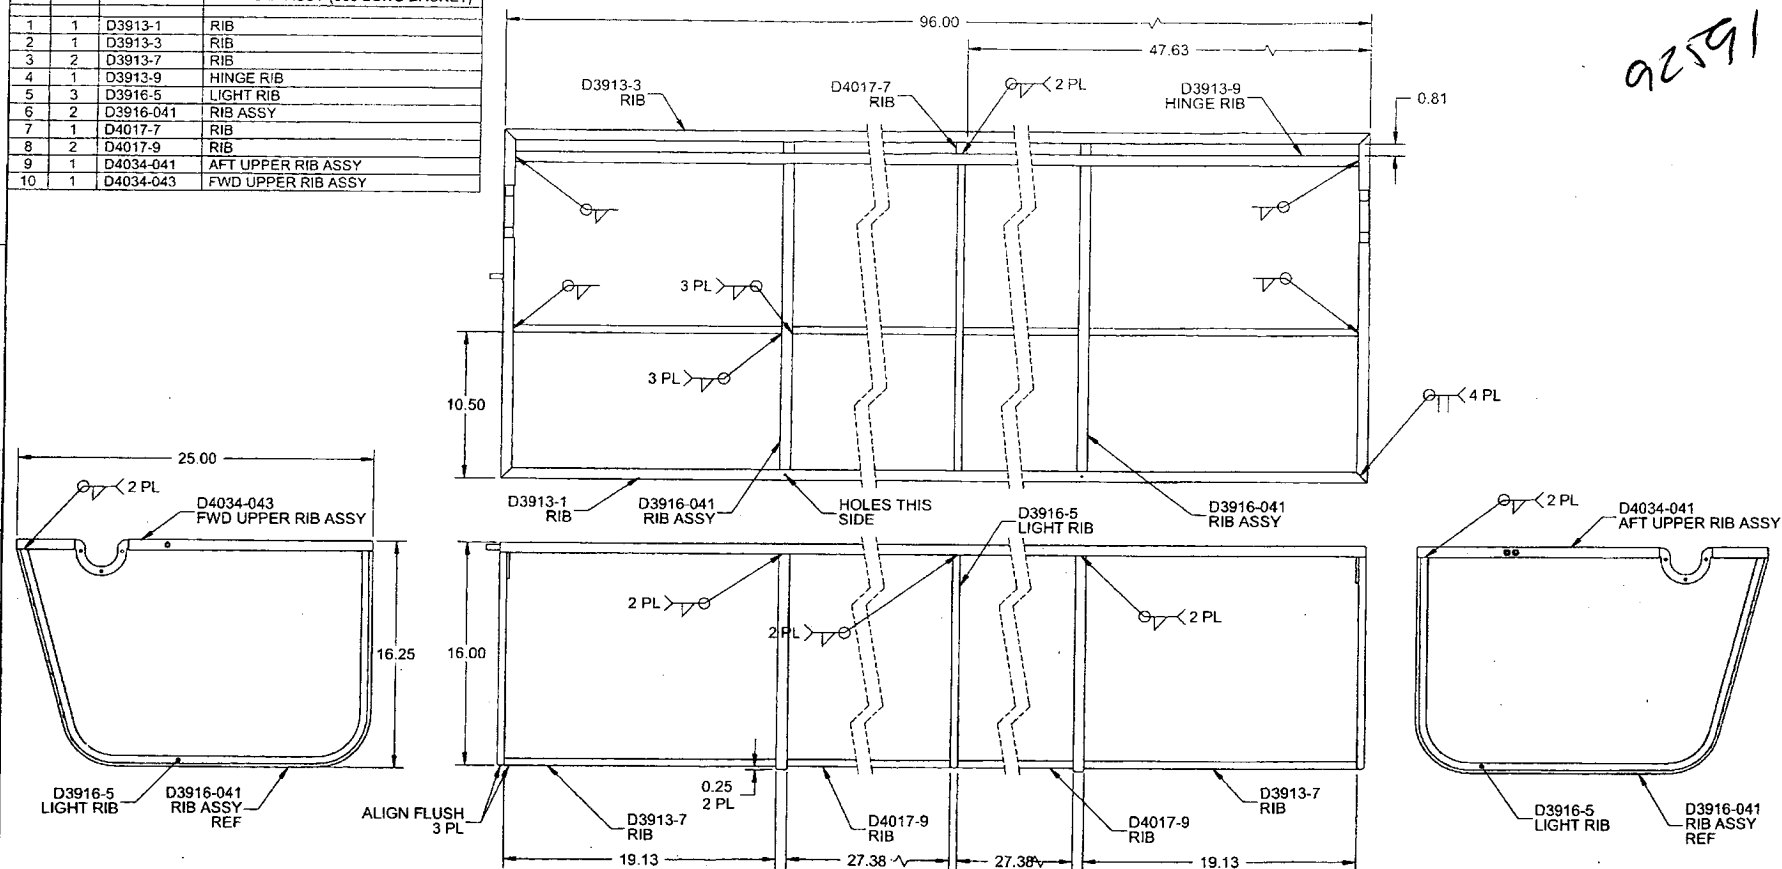 1 1 D3913-1 RIB
2 1 D3913-3 RIB
3 2 D3913-7 RIB
4 1 D3913-9 HINGE RIB
5 3 D3916-5 LIGHT RIB
6 2 D3916-041 RIB ASSY
7 1 D4017-7 RIB
8 2 D4017-9 RIB
9 1 D4034-041 AFT UPPER RIB ASSY
10 1 D4034-043 FWD UPPER RIB ASSY
92591
96.00
47.63
D3913-3
RIB
D4017-7
RIB
2 PL
D3913-9
HINGE RIB
0.81
3 PL
3 PL
10.50
4 PL
D3913-1
RIB
D3916-041
RIB ASSY
HOLES THIS
SIDE
D3916-041
RIB ASSY
25.00
2 PL
D4034-043
FWD UPPER RIB ASSY
16.25
D3916-5
LIGHT RIB
D3916-041
RIB ASSY
REF
16.00
D3916-5
LIGHT RIB
2 PL
2 PL
2 PL
ALIGN FLUSH
3 PL
D3913-7
RIB
0.25
2 PL
D4017-9
RIB
D4017-9
RIB
D3913-7
RIB
19.13
27.38
27.38
19.13
2 PL
D4034-041
AFT UPPER RIB ASSY
D3916-5
LIGHT RIB
D3916-041
RIB ASSY
REF